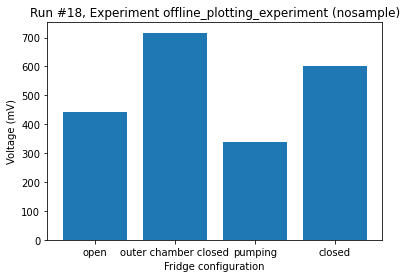 Run #18, Experiment offline_plotting_experiment (nosample)
700
600
500
400
300
200
100
0
Voltage (mV)
open outer chamber closed pumping closed
Fridge configuration